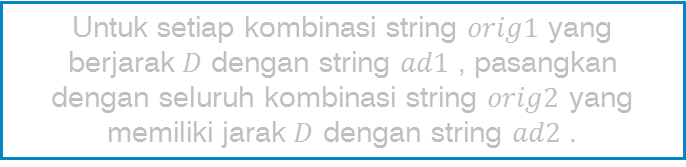 Untuk setiap kombinasi string orig1 yang
berjarak D dengan string ad1 , pasangkan
dengan seluruh kombinasi string orig2 yang
memiliki jarak D dengan string ad2 .